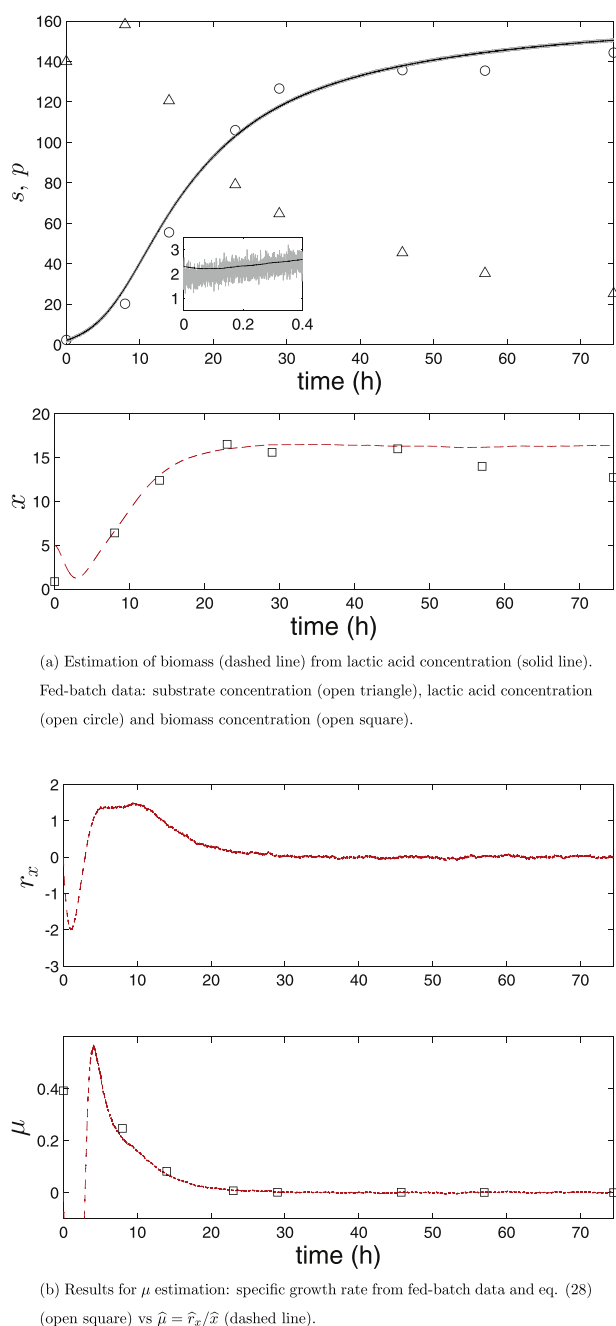 160
140
120
100
80
60
40
20
0
s, p
3
2
1
0 0.2 0.4
0 10 20 30 40 50 60 70
time (h)
20
15
10
5
0
x
0 10 20 30 40 50 60 70
time (h)
(a) Estimation of biomass (dashed line) from lactic acid concentration (solid line).
Fed-batch data: substrate concentration (open triangle), lactic acid concentration
(open circle) and biomass concentration (open square).
2
1
0
-1
-2
-3
r_x
0 10 20 30 40 50 60 70
0.4
0.2
0
μ
0 10 20 30 40 50 60 70
time (h)
(b) Results for μ estimation: specific growth rate from fed-batch data and eq. (28)
(open square) vs μ̂ = r̂_x/x̂ (dashed line).